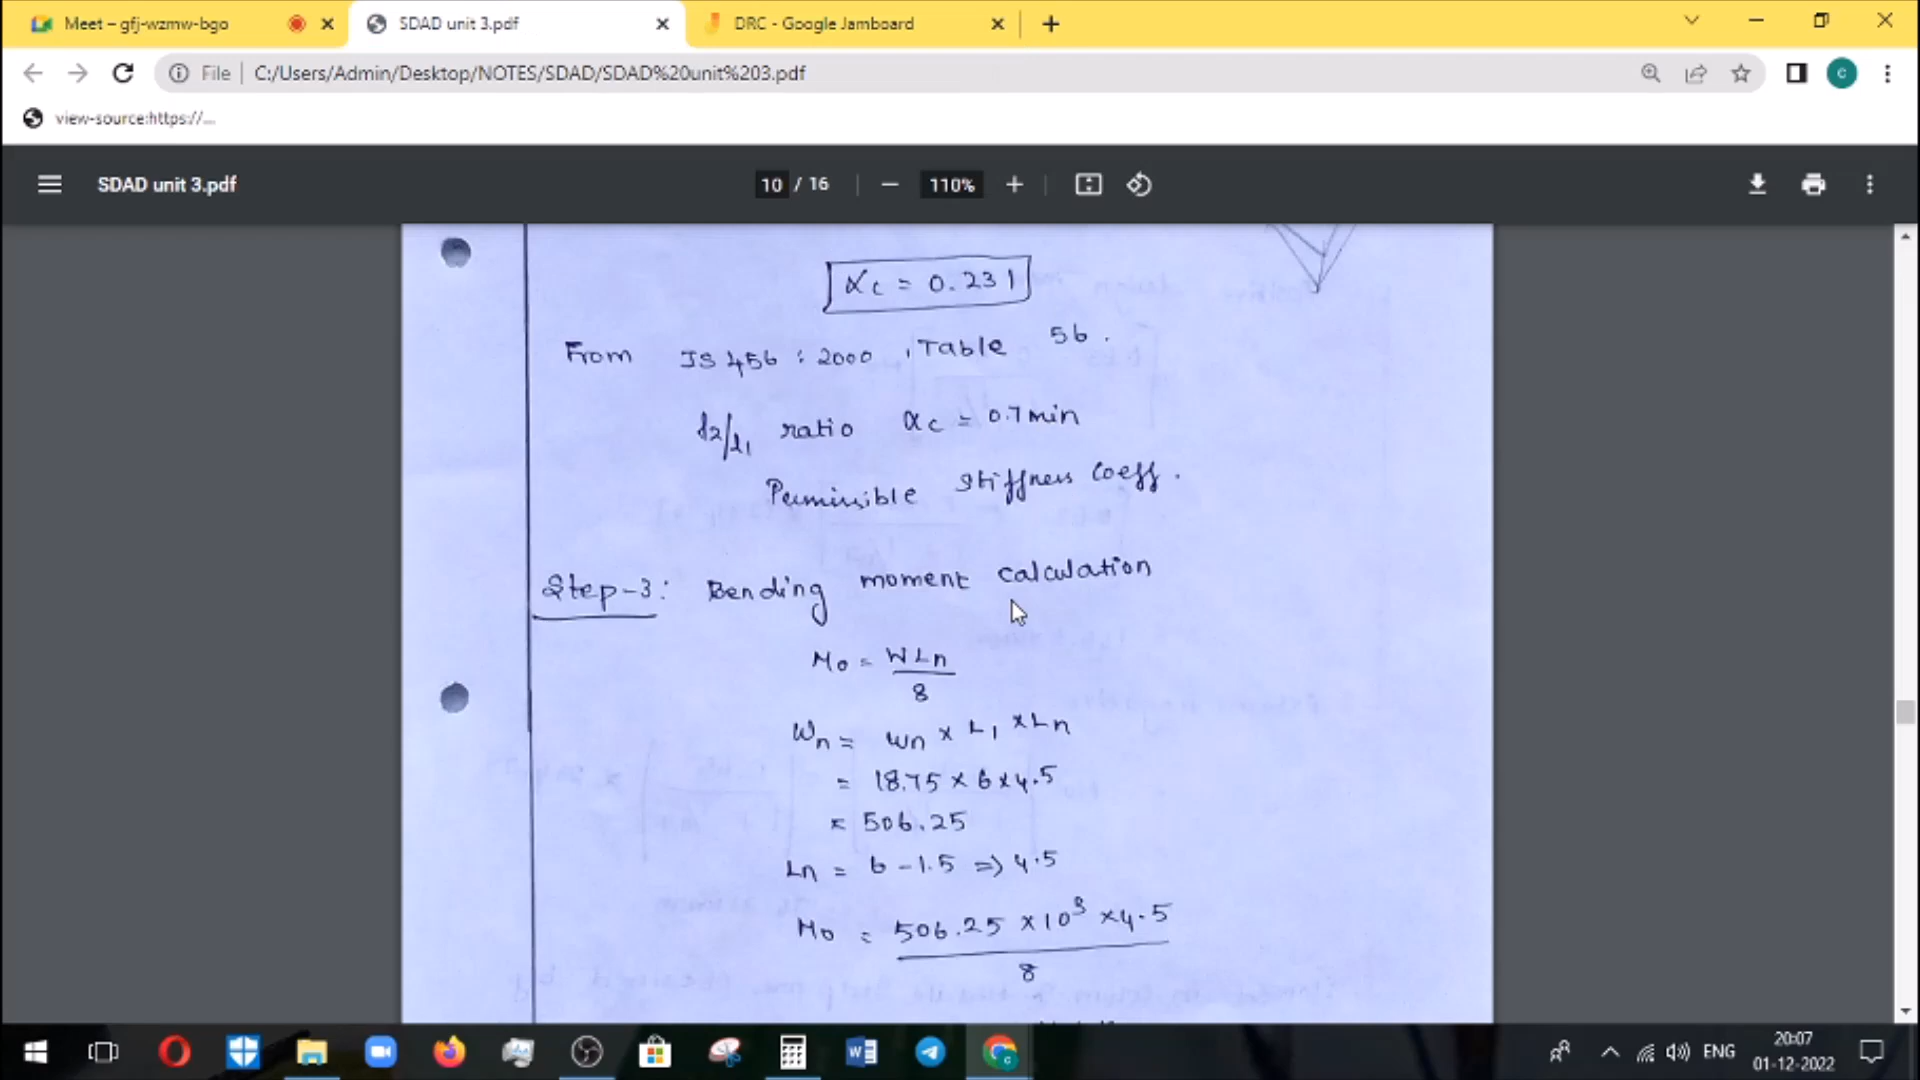 Meet – gfj-wzmw-bgo
SDAD unit 3.pdf
DRC - Google Jamboard
File
C:/Users/Admin/Desktop/NOTES/SDAD/SDAD%20unit%203.pdf
C
view-source:https://...
SDAD unit 3.pdf
10 / 16
110%
αc = 0.231
From IS 456 : 2000 , Table 56.
l2/l1 ratio αc = 0.7 min
Permissible stiffness Coeff.
Step-3: Bending moment calculation
Mo = WLn
8
Wn = wn × L1 × Ln
= 18.75 × 6 × 4.5
= 506.25
Ln = 6 - 1.5 => 4.5
Mo = 506.25 × 10³ × 4.5
8
ENG
20:07
01-12-2022